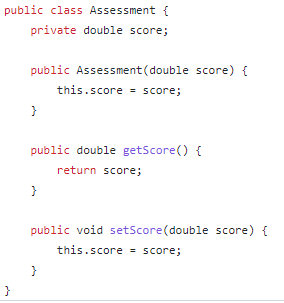 public class Assessment {
    private double score;

    public Assessment(double score) {
        this.score = score;
    }

    public double getScore() {
        return score;
    }

    public void setScore(double score) {
        this.score = score;
    }
}